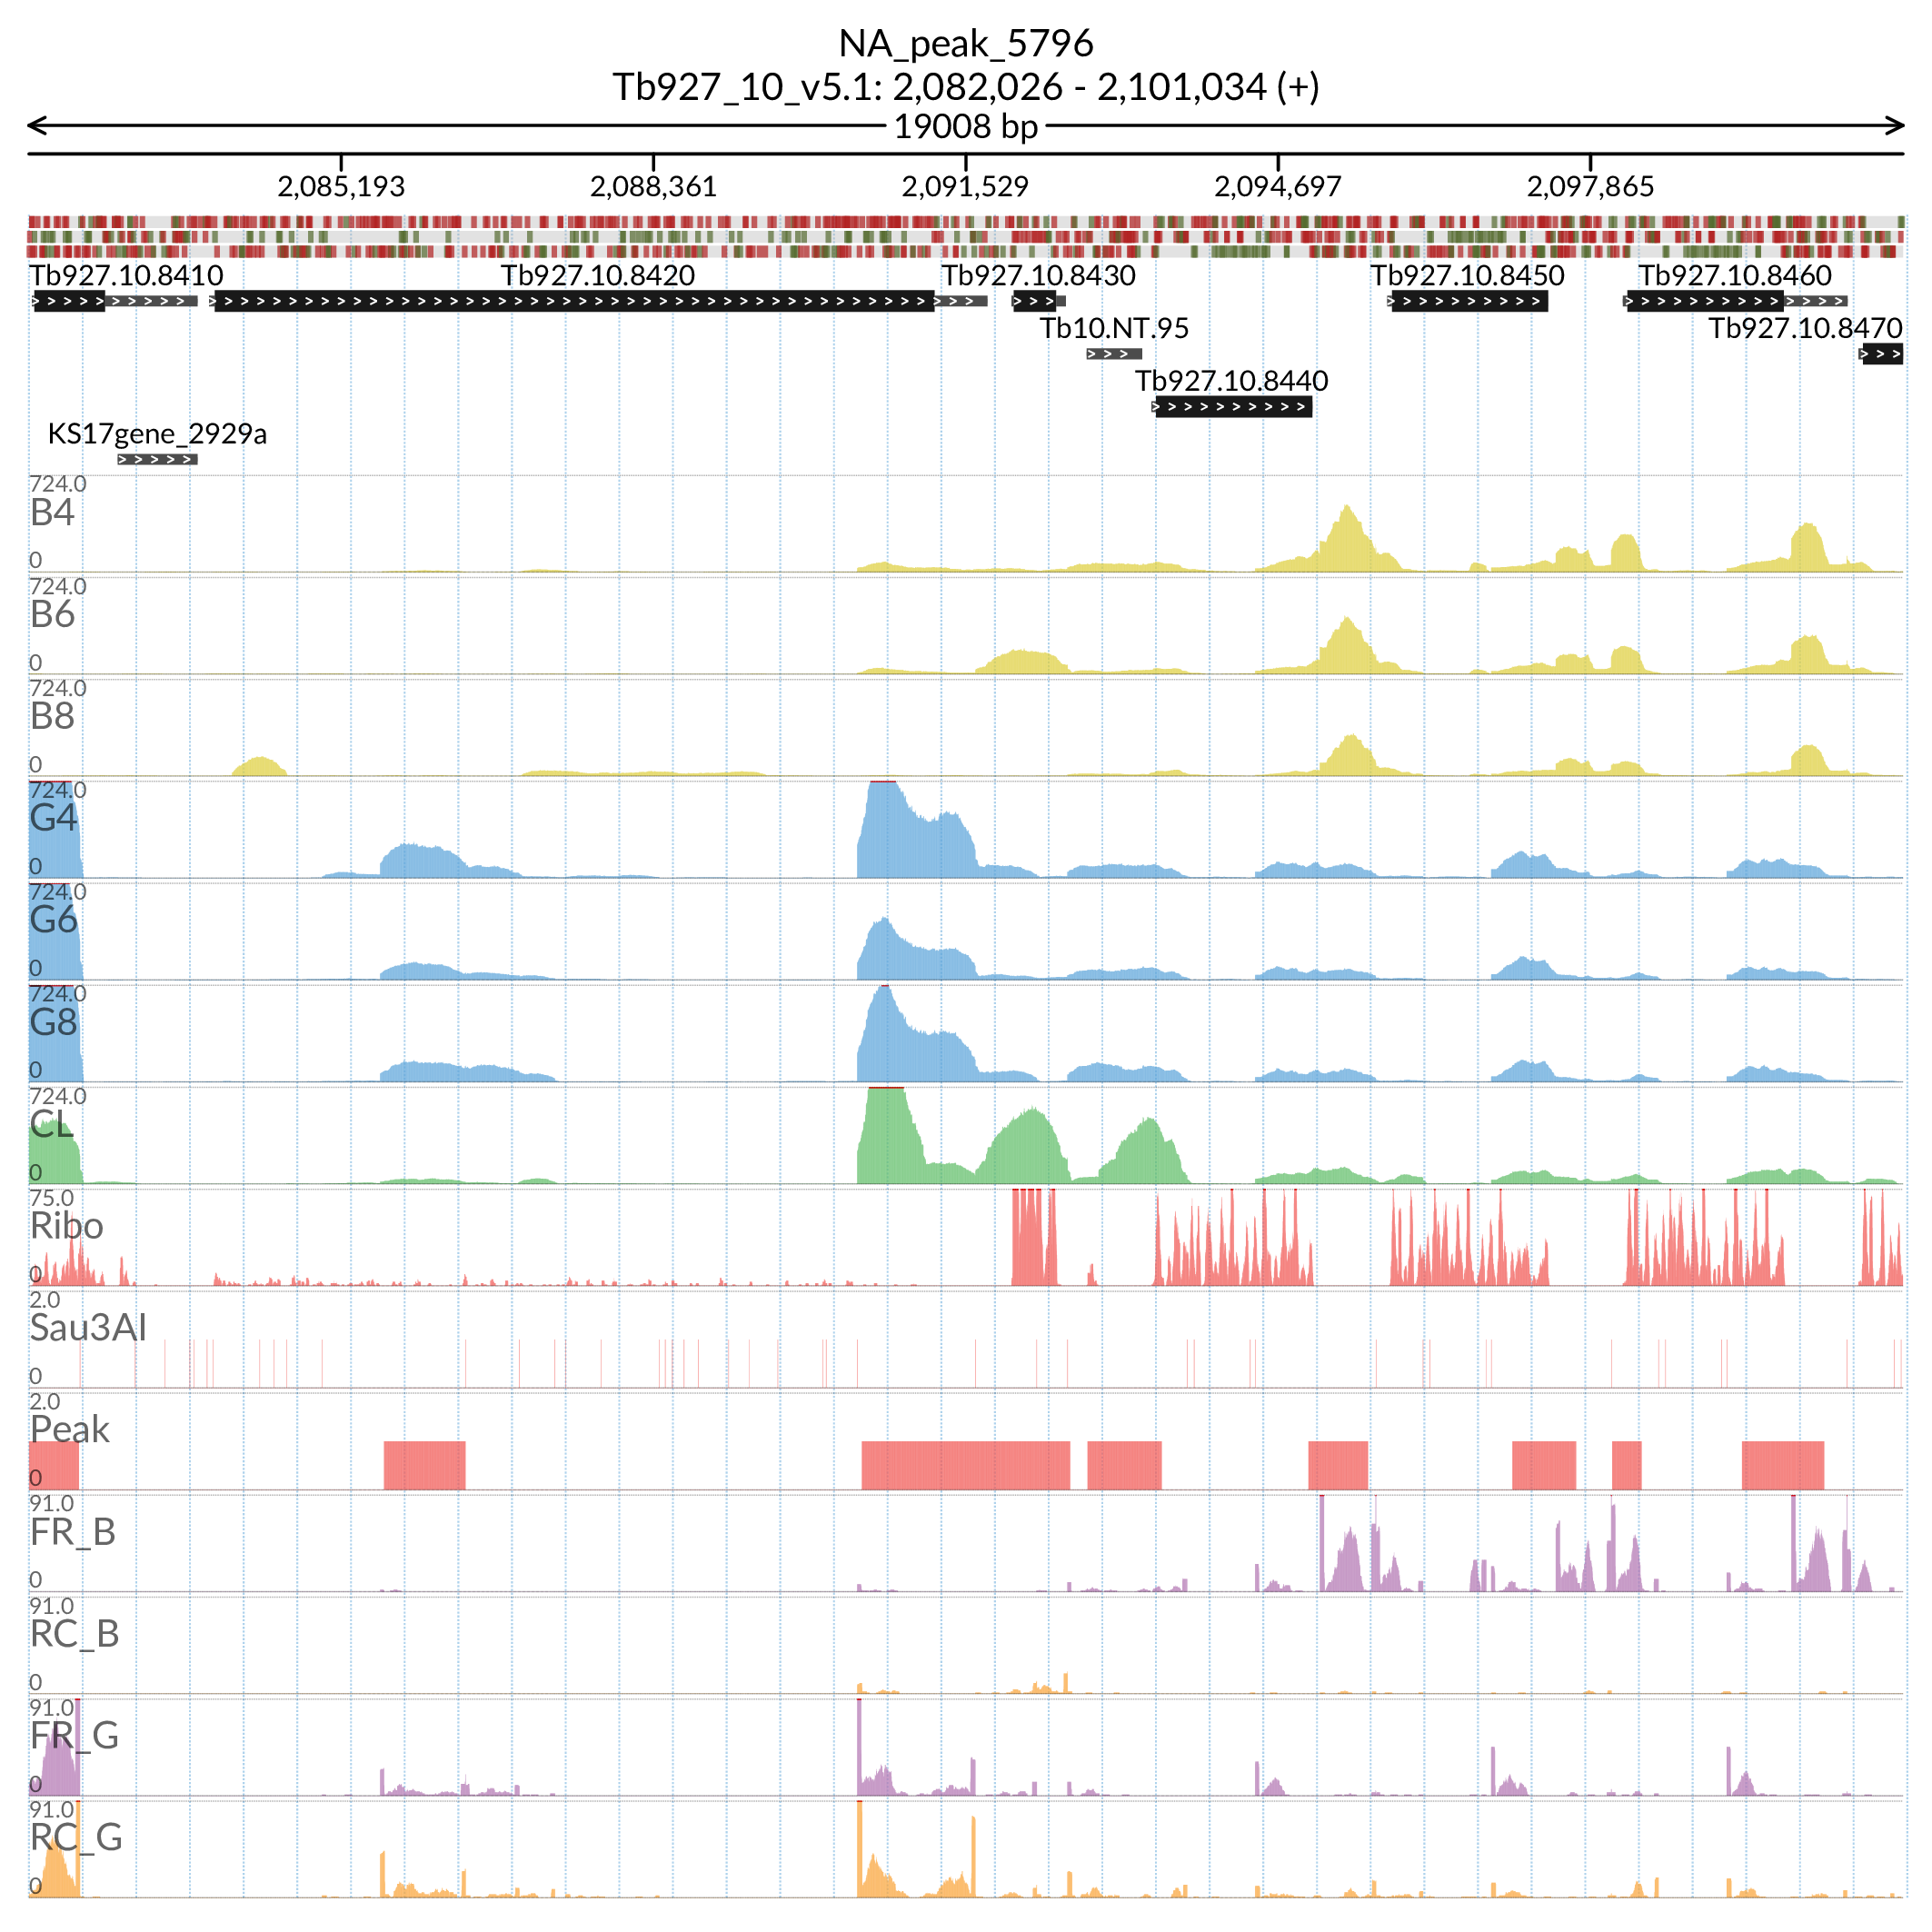 NA_peak_5796
Tb927_10_v5.1: 2,082,026 - 2,101,034 (+)
19008 bp
2,085,193 2,088,361 2,091,529 2,094,697 2,097,865
Tb927.10.8410 Tb927.10.8420 Tb927.10.8430 Tb927.10.8450 Tb927.10.8460
Tb10.NT.95 Tb927.10.8470
Tb927.10.8440
KS17gene_2929a
724.0
B4
0
724.0
B6
0
724.0
B8
0
724.0
G4
0
724.0
G6
0
724.0
G8
0
724.0
CL
0
75.0
Ribo
0
2.0
Sau3AI
0
2.0
Peak
0
91.0
FR_B
0
91.0
RC_B
0
91.0
FR_G
0
91.0
RC_G
0